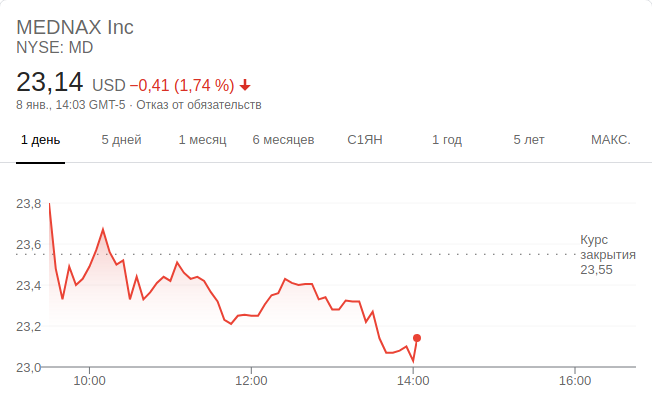 MEDNAX Inc
NYSE: MD
23,14 USD −0,41 (1,74 %)
8 янв., 14:03 GMT-5 · Отказ от обязательств
1 день 5 дней 1 месяц 6 месяцев С1ЯН 1 год 5 лет МАКС.
23,8
23,6
23,4
23,2
23,0
Курс
закрытия
23,55
10:00 12:00 14:00 16:00